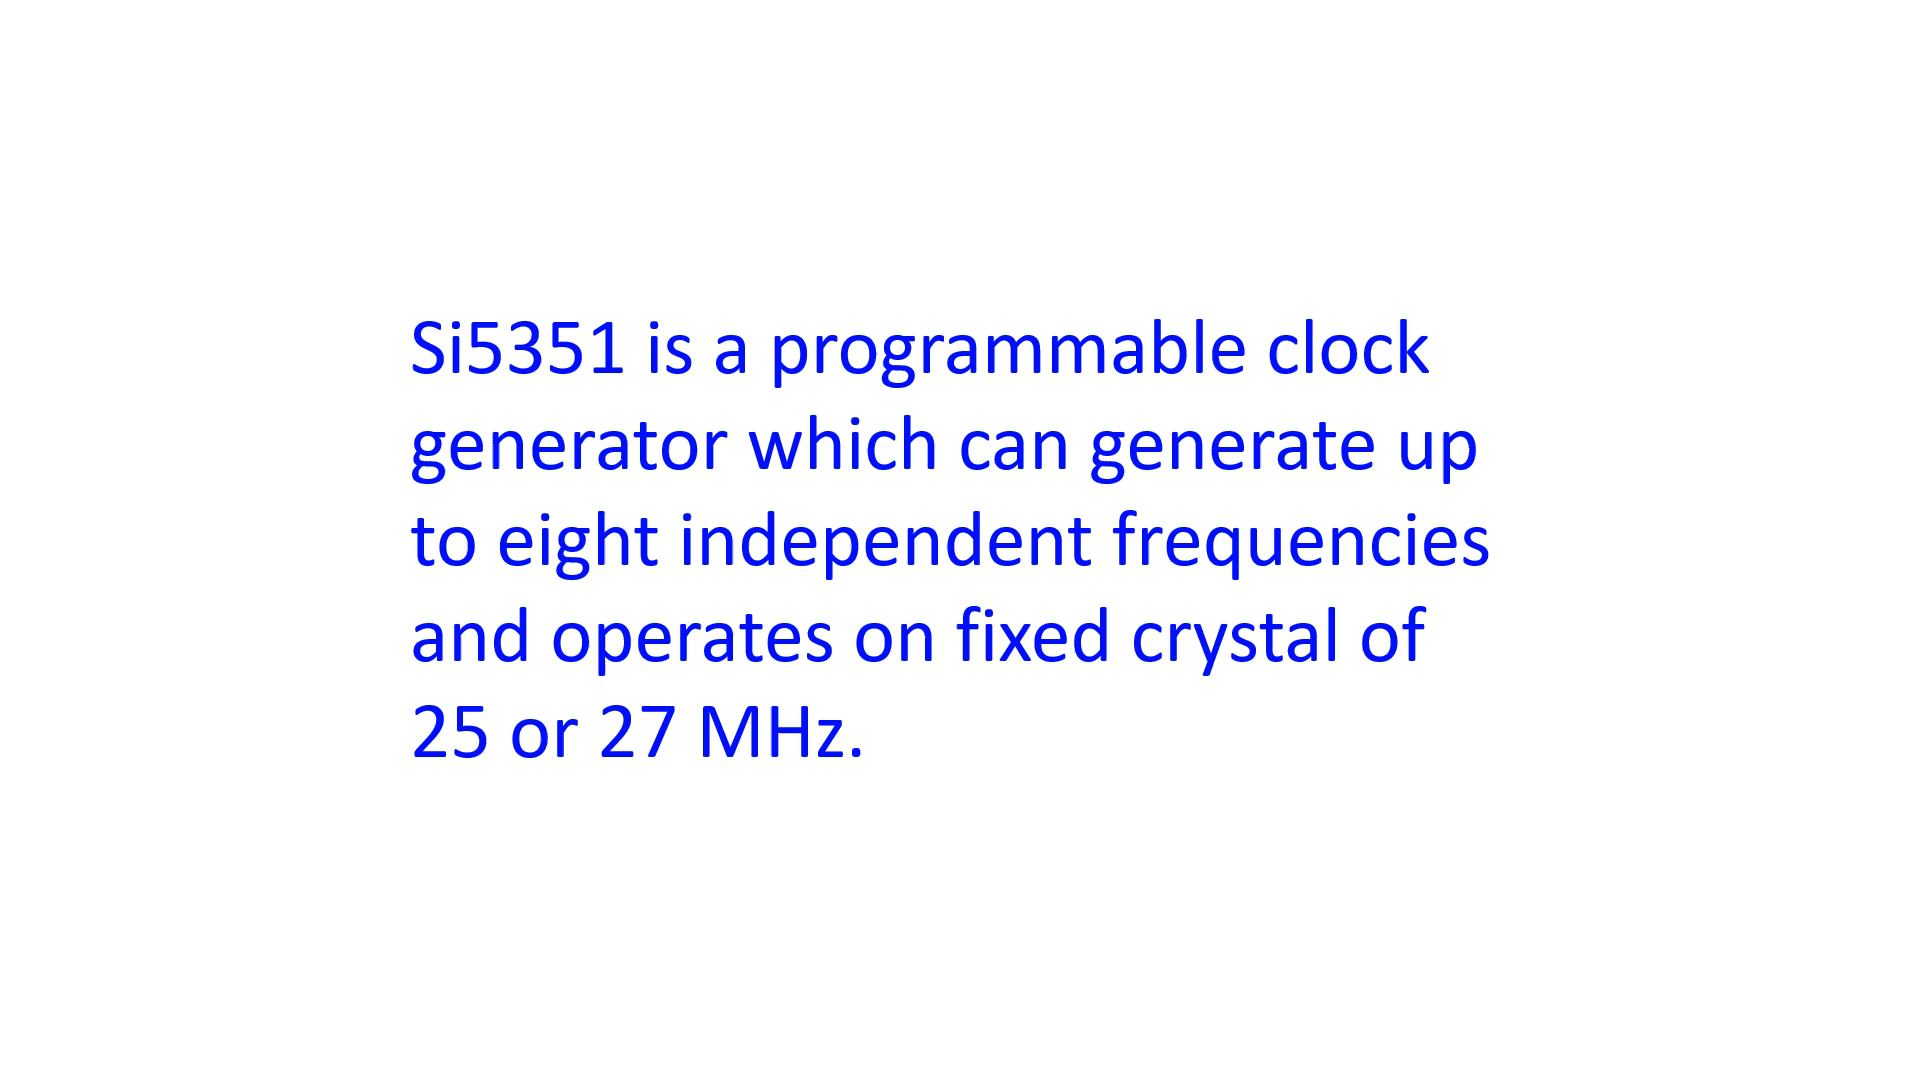 Si5351 is a programmable clock
generator which can generate up
to eight independent frequencies
and operates on fixed crystal of
25 or 27 MHz.